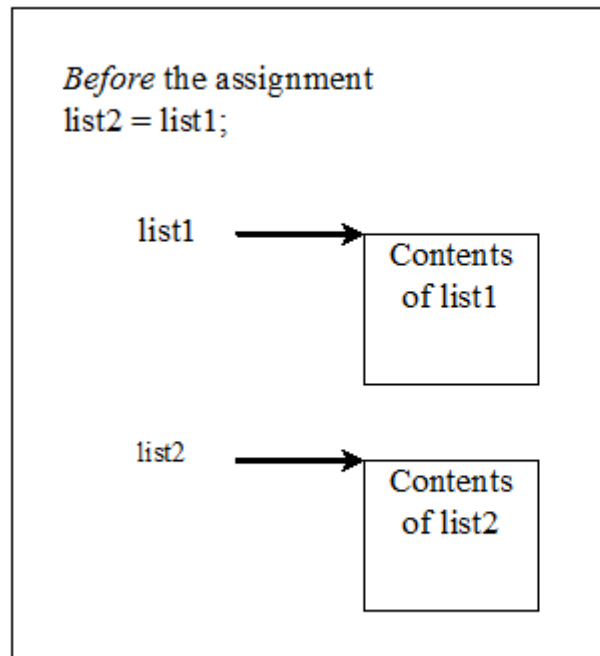 Before the assignment
list2 = list1;
list1
Contents
of list1
list2
Contents
of list2